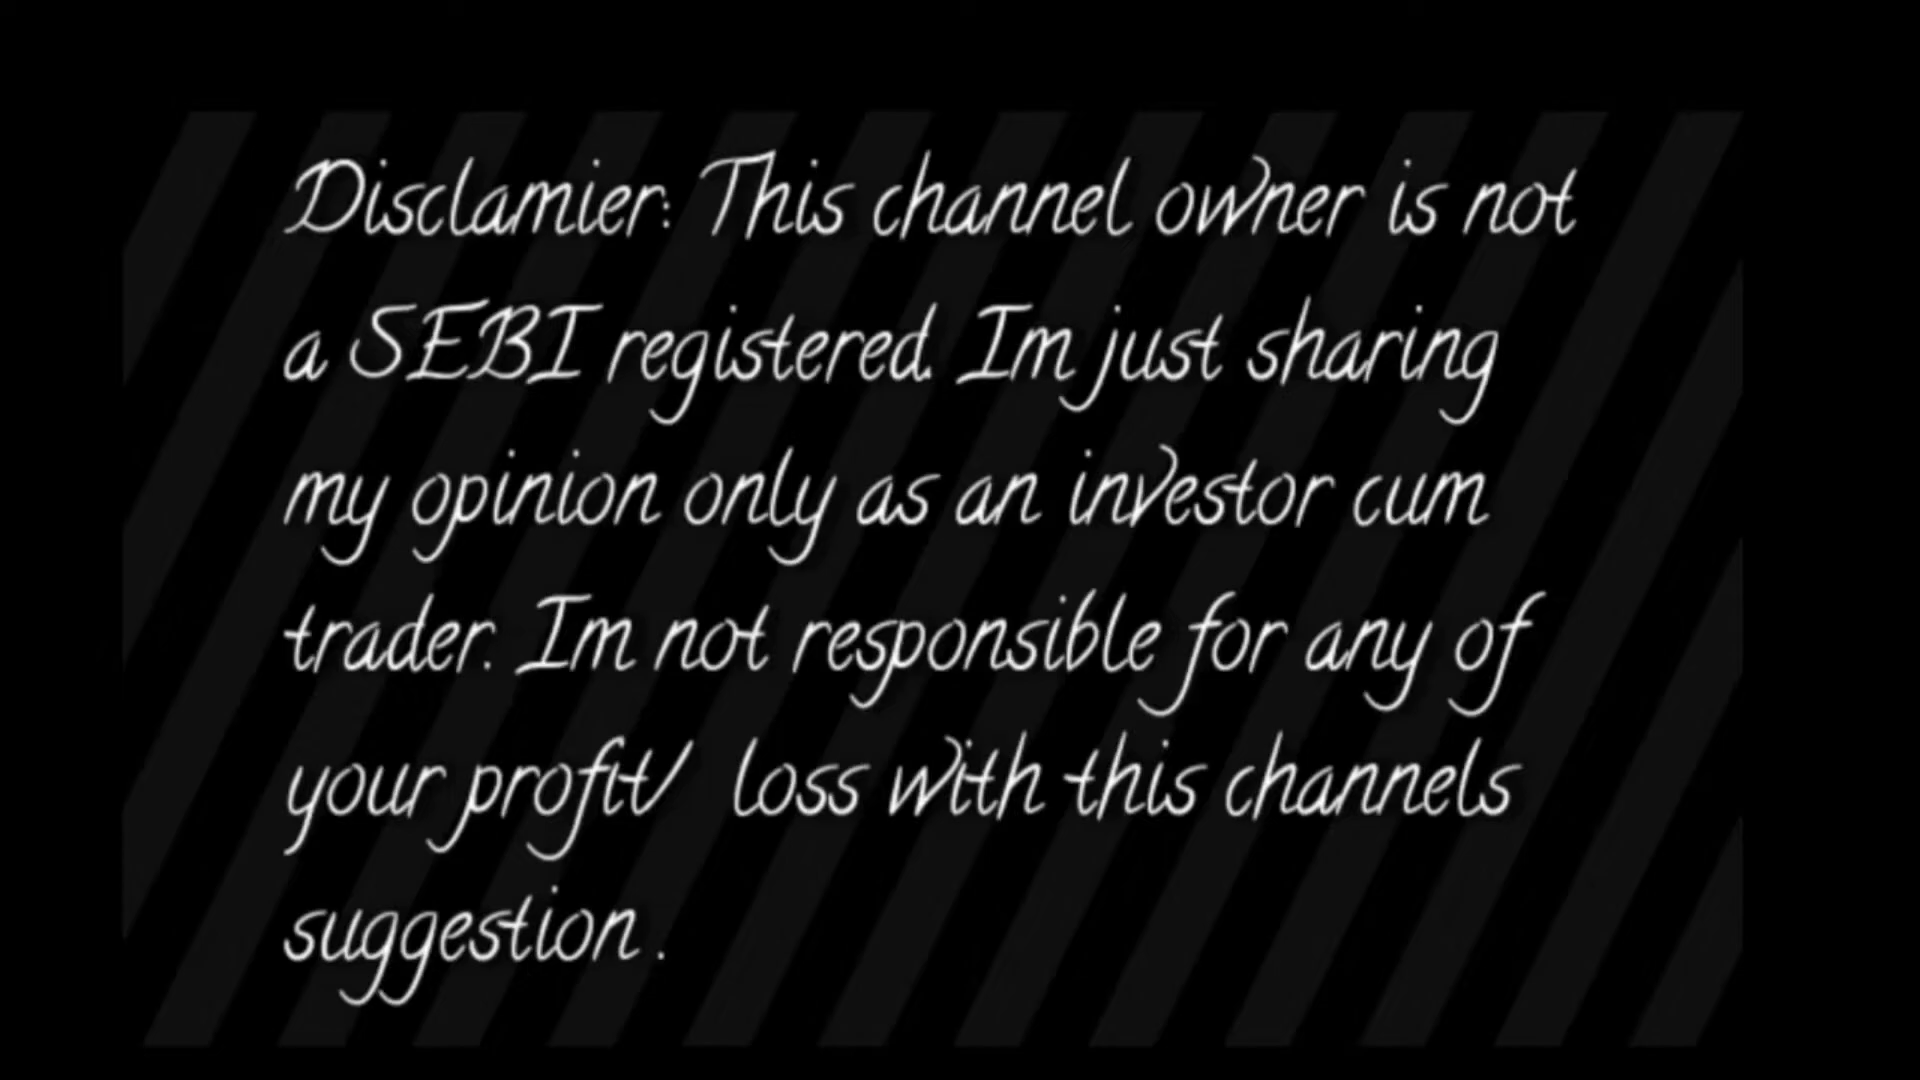 Disclamier: This channel owner is not
a SEBI registered. Im just sharing
my opinion only as an investor cum
trader. Im not responsible for any of
your profit/ loss with this channels
suggestion .